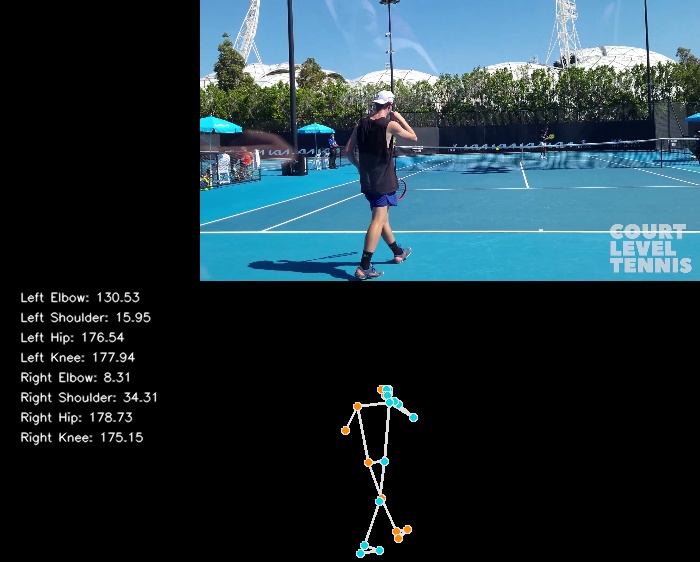 COURT
LEVEL
TENNIS
Left Elbow: 130.53
Left Shoulder: 15.95
Left Hip: 176.54
Left Knee: 177.94
Right Elbow: 8.31
Right Shoulder: 34.31
Right Hip: 178.73
Right Knee: 175.15